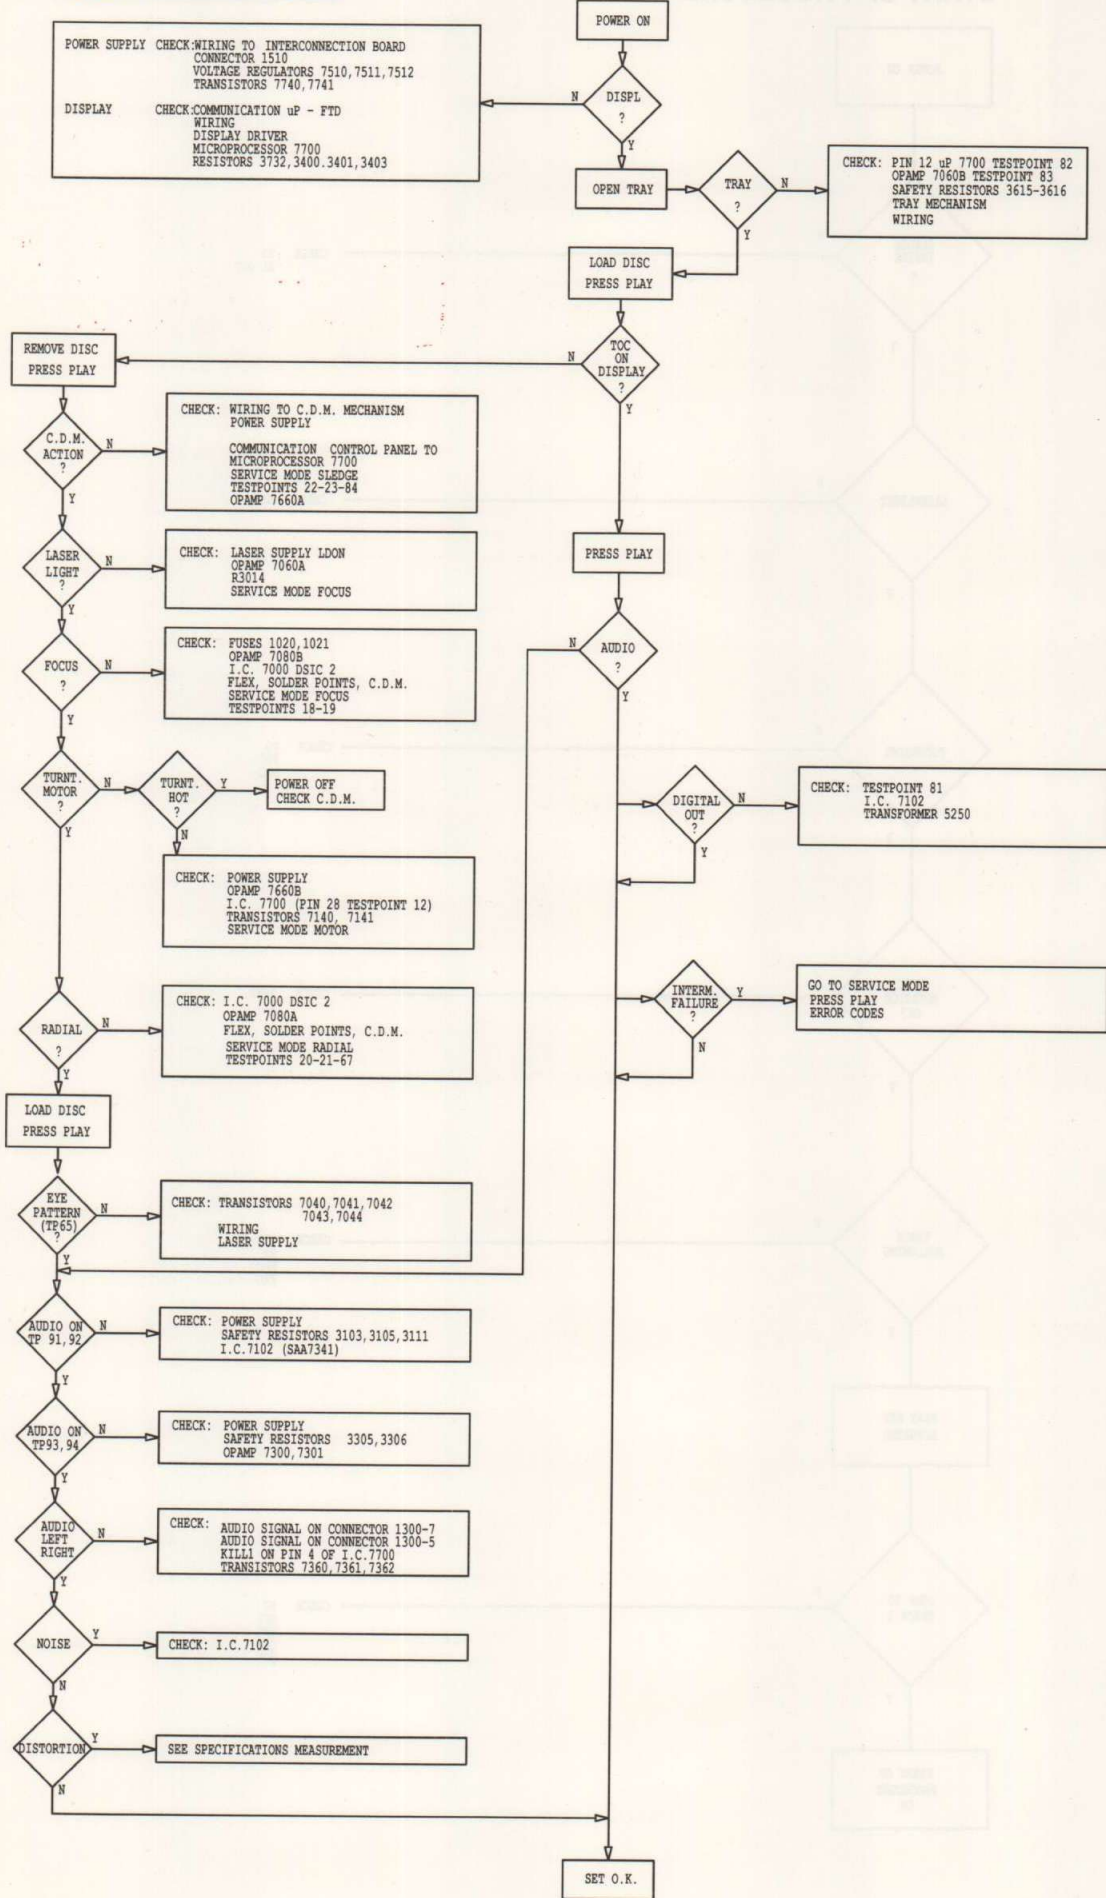 POWER ON
POWER SUPPLY CHECK:WIRING TO INTERCONNECTION BOARD
CONNECTOR 1510
VOLTAGE REGULATORS 7510,7511,7512
TRANSISTORS 7740,7741
DISPLAY CHECK:COMMUNICATION uP - FTD
WIRING
DISPLAY DRIVER
MICROPROCESSOR 7700
RESISTORS 3732,3400.3401,3403
N
DISPL
?
Y
OPEN TRAY
TRAY
?
N
Y
CHECK: PIN 12 uP 7700 TESTPOINT 82
OPAMP 7060B TESTPOINT 83
SAFETY RESISTORS 3615-3616
TRAY MECHANISM
WIRING
LOAD DISC
PRESS PLAY
TOC
ON
DISPLAY
?
N
Y
REMOVE DISC
PRESS PLAY
C.D.M.
ACTION
?
N
Y
CHECK: WIRING TO C.D.M. MECHANISM
POWER SUPPLY
COMMUNICATION CONTROL PANEL TO
MICROPROCESSOR 7700
SERVICE MODE SLEDGE
TESTPOINTS 22-23-84
OPAMP 7660A
LASER
LIGHT
?
N
Y
CHECK: LASER SUPPLY LDON
OPAMP 7060A
R3014
SERVICE MODE FOCUS
PRESS PLAY
FOCUS
?
N
Y
CHECK: FUSES 1020,1021
OPAMP 7080B
I.C. 7000 DSIC 2
FLEX, SOLDER POINTS, C.D.M.
SERVICE MODE FOCUS
TESTPOINTS 18-19
N
AUDIO
?
Y
TURNT.
MOTOR
?
N
Y
TURNT.
HOT
?
Y
N
POWER OFF
CHECK C.D.M.
DIGITAL
OUT
?
N
Y
CHECK: TESTPOINT 81
I.C. 7102
TRANSFORMER 5250
CHECK: POWER SUPPLY
OPAMP 7660B
I.C. 7700 (PIN 28 TESTPOINT 12)
TRANSISTORS 7140, 7141
SERVICE MODE MOTOR
INTERM.
FAILURE
?
Y
N
GO TO SERVICE MODE
PRESS PLAY
ERROR CODES
RADIAL
?
N
Y
CHECK: I.C. 7000 DSIC 2
OPAMP 7080A
FLEX, SOLDER POINTS, C.D.M.
SERVICE MODE RADIAL
TESTPOINTS 20-21-67
LOAD DISC
PRESS PLAY
EYE
PATTERN
(TP65)
?
N
Y
CHECK: TRANSISTORS 7040,7041,7042
7043,7044
WIRING
LASER SUPPLY
AUDIO ON
TP 91,92
N
Y
CHECK: POWER SUPPLY
SAFETY RESISTORS 3103,3105,3111
I.C.7102 (SAA7341)
AUDIO ON
TP93,94
N
Y
CHECK: POWER SUPPLY
SAFETY RESISTORS 3305,3306
OPAMP 7300,7301
AUDIO
LEFT
RIGHT
N
Y
CHECK: AUDIO SIGNAL ON CONNECTOR 1300-7
AUDIO SIGNAL ON CONNECTOR 1300-5
KILL1 ON PIN 4 OF I.C.7700
TRANSISTORS 7360,7361,7362
NOISE
Y
N
CHECK: I.C.7102
DISTORTION
Y
N
SEE SPECIFICATIONS MEASUREMENT
SET O.K.